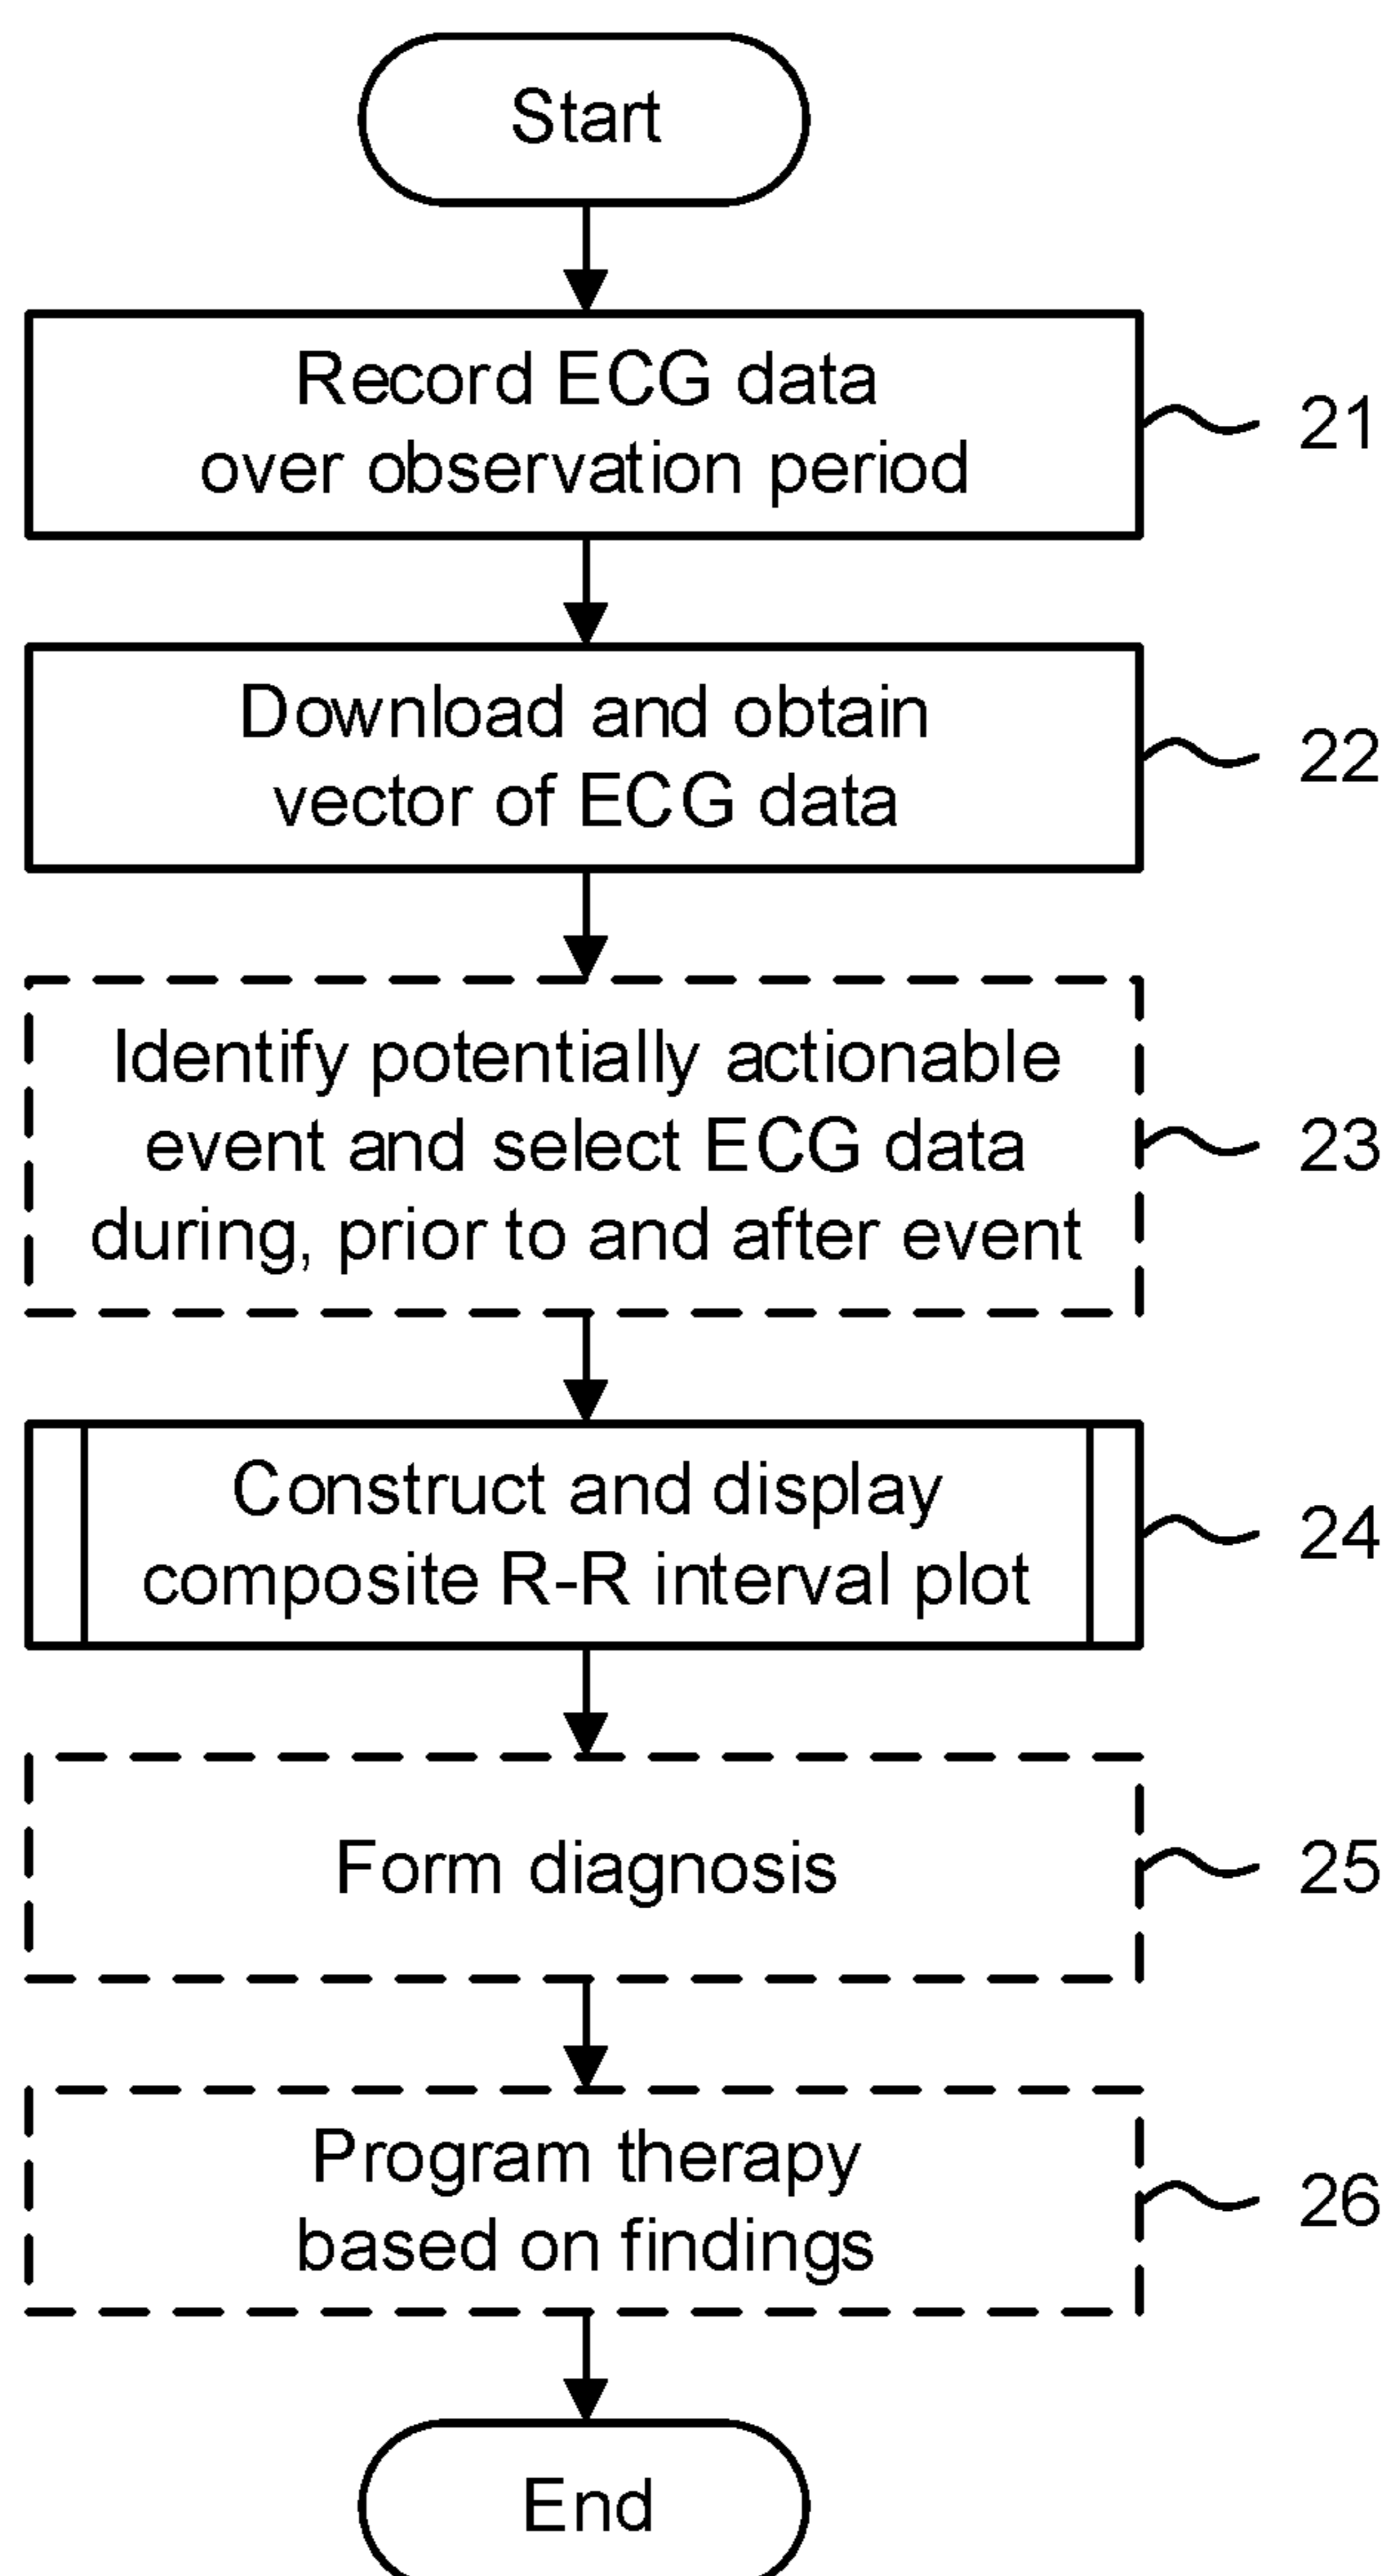 Start
Record ECG data
over observation period
21
Download and obtain
vector of ECG data
22
Identify potentially actionable
event and select ECG data
during, prior to and after event
23
Construct and display
composite R-R interval plot
24
Form diagnosis
25
Program therapy
based on findings
26
End